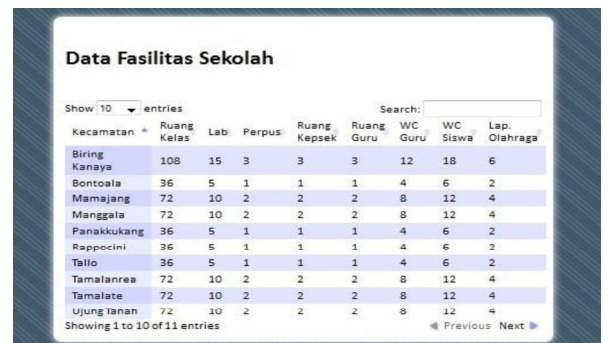 Data Fasilitas Sekolah
Show 10 entries Search:
Kecamatan Ruang Kelas Lab Perpus Ruang Kepsek Ruang Guru WC Guru WC Siswa Lap. Olahraga
Biring Kanaya 108 15 3 3 3 12 18 6
Bontoala 36 5 1 1 1 4 6 2
Mamajang 72 10 2 2 2 8 12 4
Manggala 72 10 2 2 2 8 12 4
Panakkukang 36 5 1 1 1 4 6 2
Rappocini 36 5 1 1 1 4 6 2
Tallo 36 5 1 1 1 4 6 2
Tamalanrea 72 10 2 2 2 8 12 4
Tamalate 72 10 2 2 2 8 12 4
Ujung Tanah 72 10 2 2 2 8 12 4
Showing 1 to 10 of 11 entries Previous Next